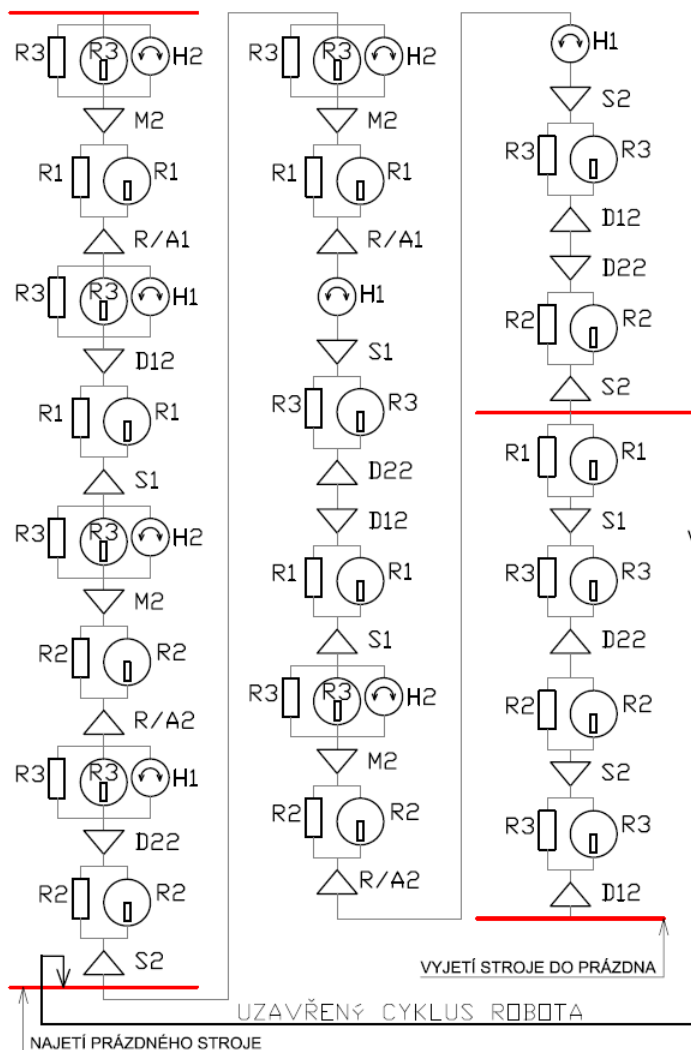 R3 R3 H2
M2
R1 R1
R/A1
R3 R3 H1
D12
R1 R1
S1
R3 R3 H2
M2
R2 R2
R/A2
R3 R3 H1
D22
R2 R2
S2
R3 R3 H2
M2
R1 R1
R/A1
H1
S1
R3 R3
D22
D12
R1 R1
S1
R3 R3 H2
M2
R2 R2
R/A2
H1
S2
R3 R3
D12
D22
R2 R2
S2
R1 R1
S1
R3 R3
D22
R2 R2
S2
R3 R3
D12
VYJETÍ STROJE DO PRÁZDNA
UZAVŘENÝ CYKLUS ROBOTA
NAJETÍ PRÁZDNÉHO STROJE